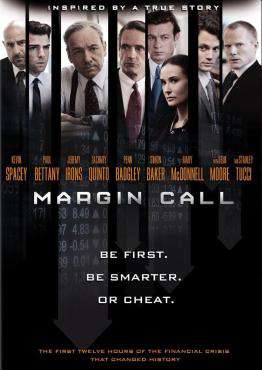 INSPIRED BY A TRUE STORY
KEVIN SPACEY PAUL BETTANY JEREMY IRONS ZACHARY QUINTO PENN BADGLEY SIMON BAKER MARY McDONNELL WITH DEMI MOORE AND STANLEY TUCCI
MARGIN CALL
BE FIRST.
BE SMARTER.
OR CHEAT.
THE FIRST TWELVE HOURS OF THE FINANCIAL CRISIS
THAT CHANGED HISTORY